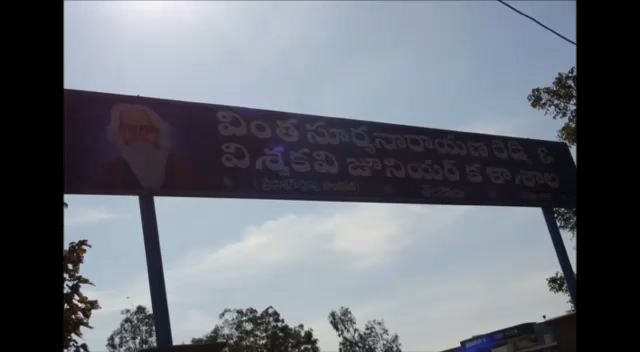 వింత సూర్యనారాయణ రెడ్డి &
విశ్వకవి జూనియర్ కళాశాల